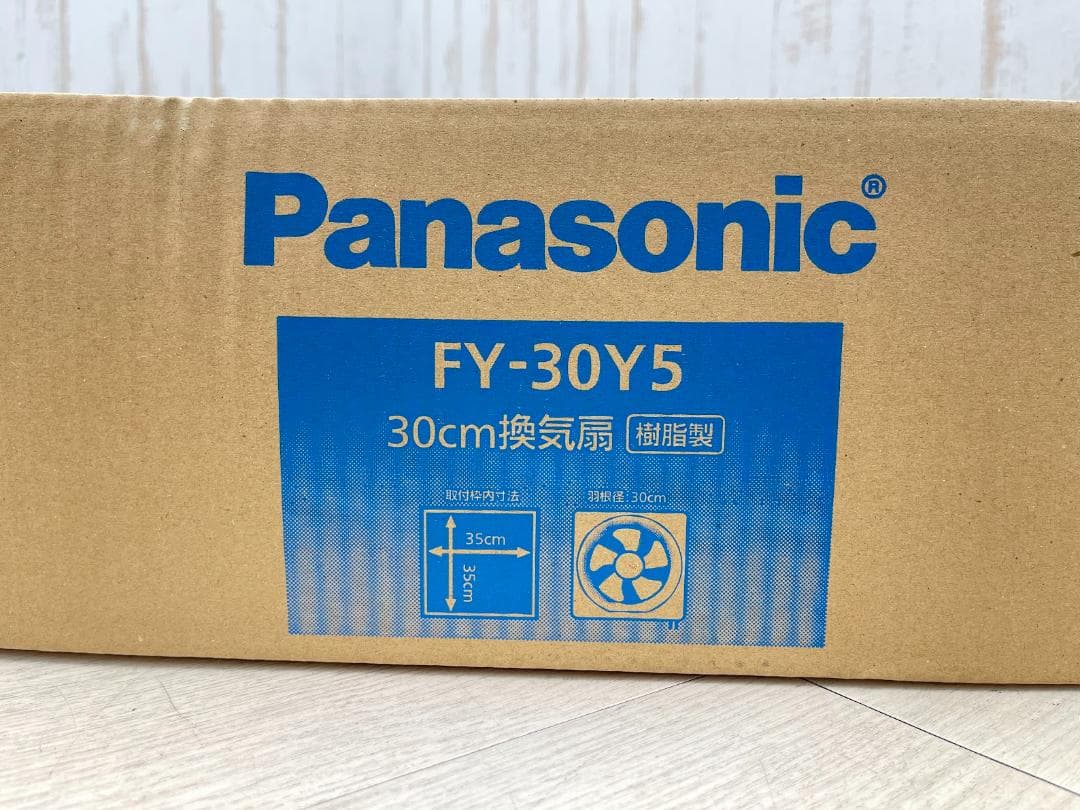 Panasonic®
FY-30Y5
30cm換気扇 樹脂製
取付枠内寸法 羽根径:30cm
35cm
35cm